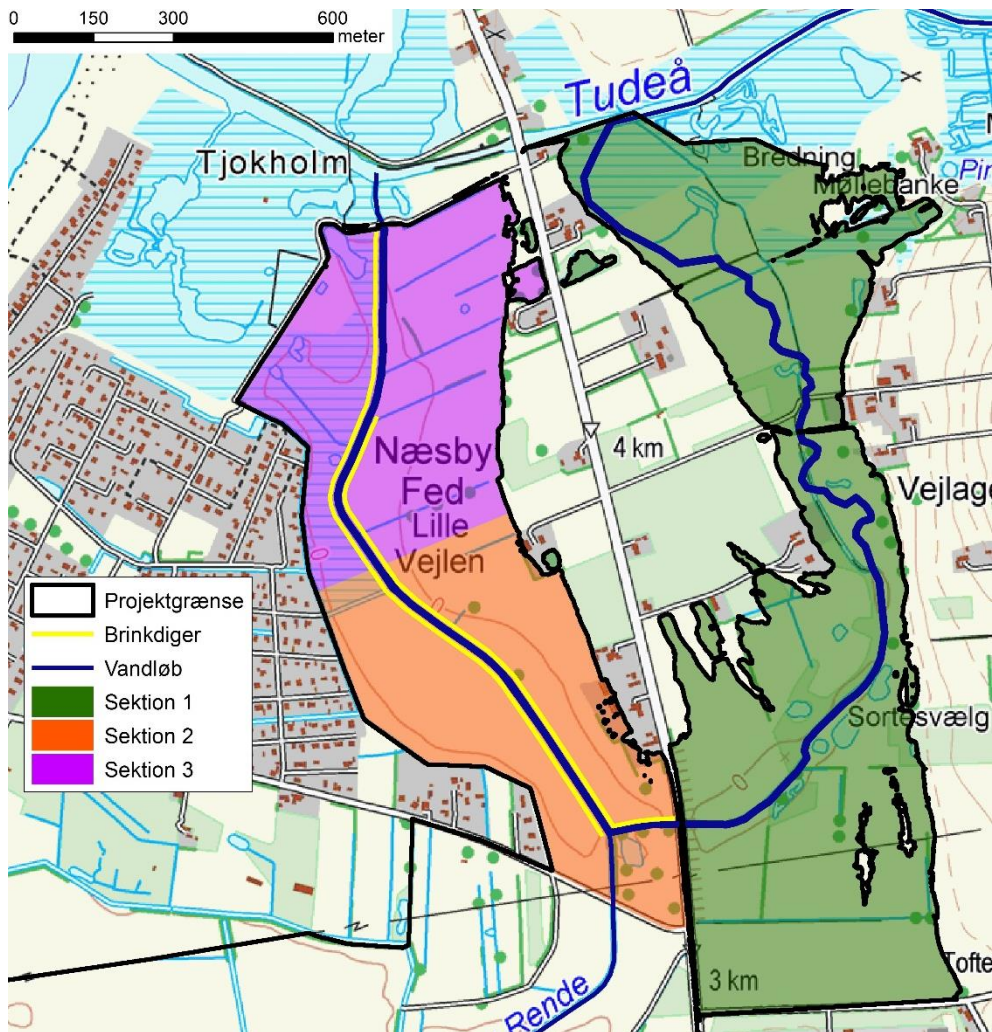 0 150 300 600
meter
Tudeå
Tjokholm
Bredning
Møllebanke
Næsby
Fed
Lille
Vejlen
4 km
Vejlage
Projektgrænse
Brinkdiger
Vandløb
Sektion 1
Sektion 2
Sektion 3
Sortesvælg
3 km
Tofte
Rende